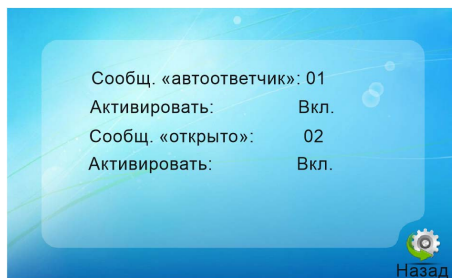 Сообщ. «автоответчик»: 01
Активировать: Вкл.
Сообщ. «открыто»: 02
Активировать: Вкл.
Назад